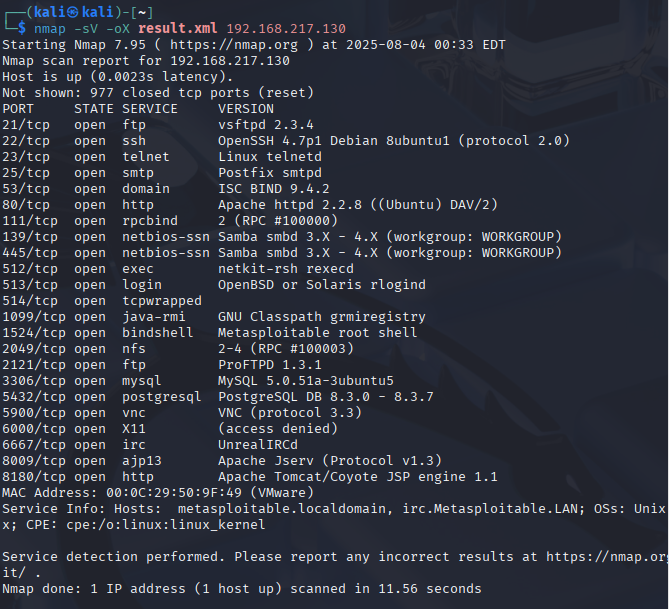 ┌──(kali㉿kali)-[~]
└─$ nmap -sV -oX result.xml 192.168.217.130
Starting Nmap 7.95 ( https://nmap.org ) at 2025-08-04 00:33 EDT
Nmap scan report for 192.168.217.130
Host is up (0.0023s latency).
Not shown: 977 closed tcp ports (reset)
PORT     STATE SERVICE     VERSION
21/tcp   open  ftp         vsftpd 2.3.4
22/tcp   open  ssh         OpenSSH 4.7p1 Debian 8ubuntu1 (protocol 2.0)
23/tcp   open  telnet      Linux telnetd
25/tcp   open  smtp        Postfix smtpd
53/tcp   open  domain      ISC BIND 9.4.2
80/tcp   open  http        Apache httpd 2.2.8 ((Ubuntu) DAV/2)
111/tcp  open  rpcbind     2 (RPC #100000)
139/tcp  open  netbios-ssn Samba smbd 3.X - 4.X (workgroup: WORKGROUP)
445/tcp  open  netbios-ssn Samba smbd 3.X - 4.X (workgroup: WORKGROUP)
512/tcp  open  exec        netkit-rsh rexecd
513/tcp  open  login       OpenBSD or Solaris rlogind
514/tcp  open  tcpwrapped
1099/tcp open  java-rmi    GNU Classpath grmiregistry
1524/tcp open  bindshell   Metasploitable root shell
2049/tcp open  nfs         2-4 (RPC #100003)
2121/tcp open  ftp         ProFTPD 1.3.1
3306/tcp open  mysql       MySQL 5.0.51a-3ubuntu5
5432/tcp open  postgresql  PostgreSQL DB 8.3.0 - 8.3.7
5900/tcp open  vnc         VNC (protocol 3.3)
6000/tcp open  X11         (access denied)
6667/tcp open  irc         UnrealIRCd
8009/tcp open  ajp13       Apache Jserv (Protocol v1.3)
8180/tcp open  http        Apache Tomcat/Coyote JSP engine 1.1
MAC Address: 00:0C:29:50:9F:49 (VMware)
Service Info: Hosts:  metasploitable.localdomain, irc.Metasploitable.LAN; OSs: Unix
x; CPE: cpe:/o:linux:linux_kernel

Service detection performed. Please report any incorrect results at https://nmap.org
it/ .
Nmap done: 1 IP address (1 host up) scanned in 11.56 seconds